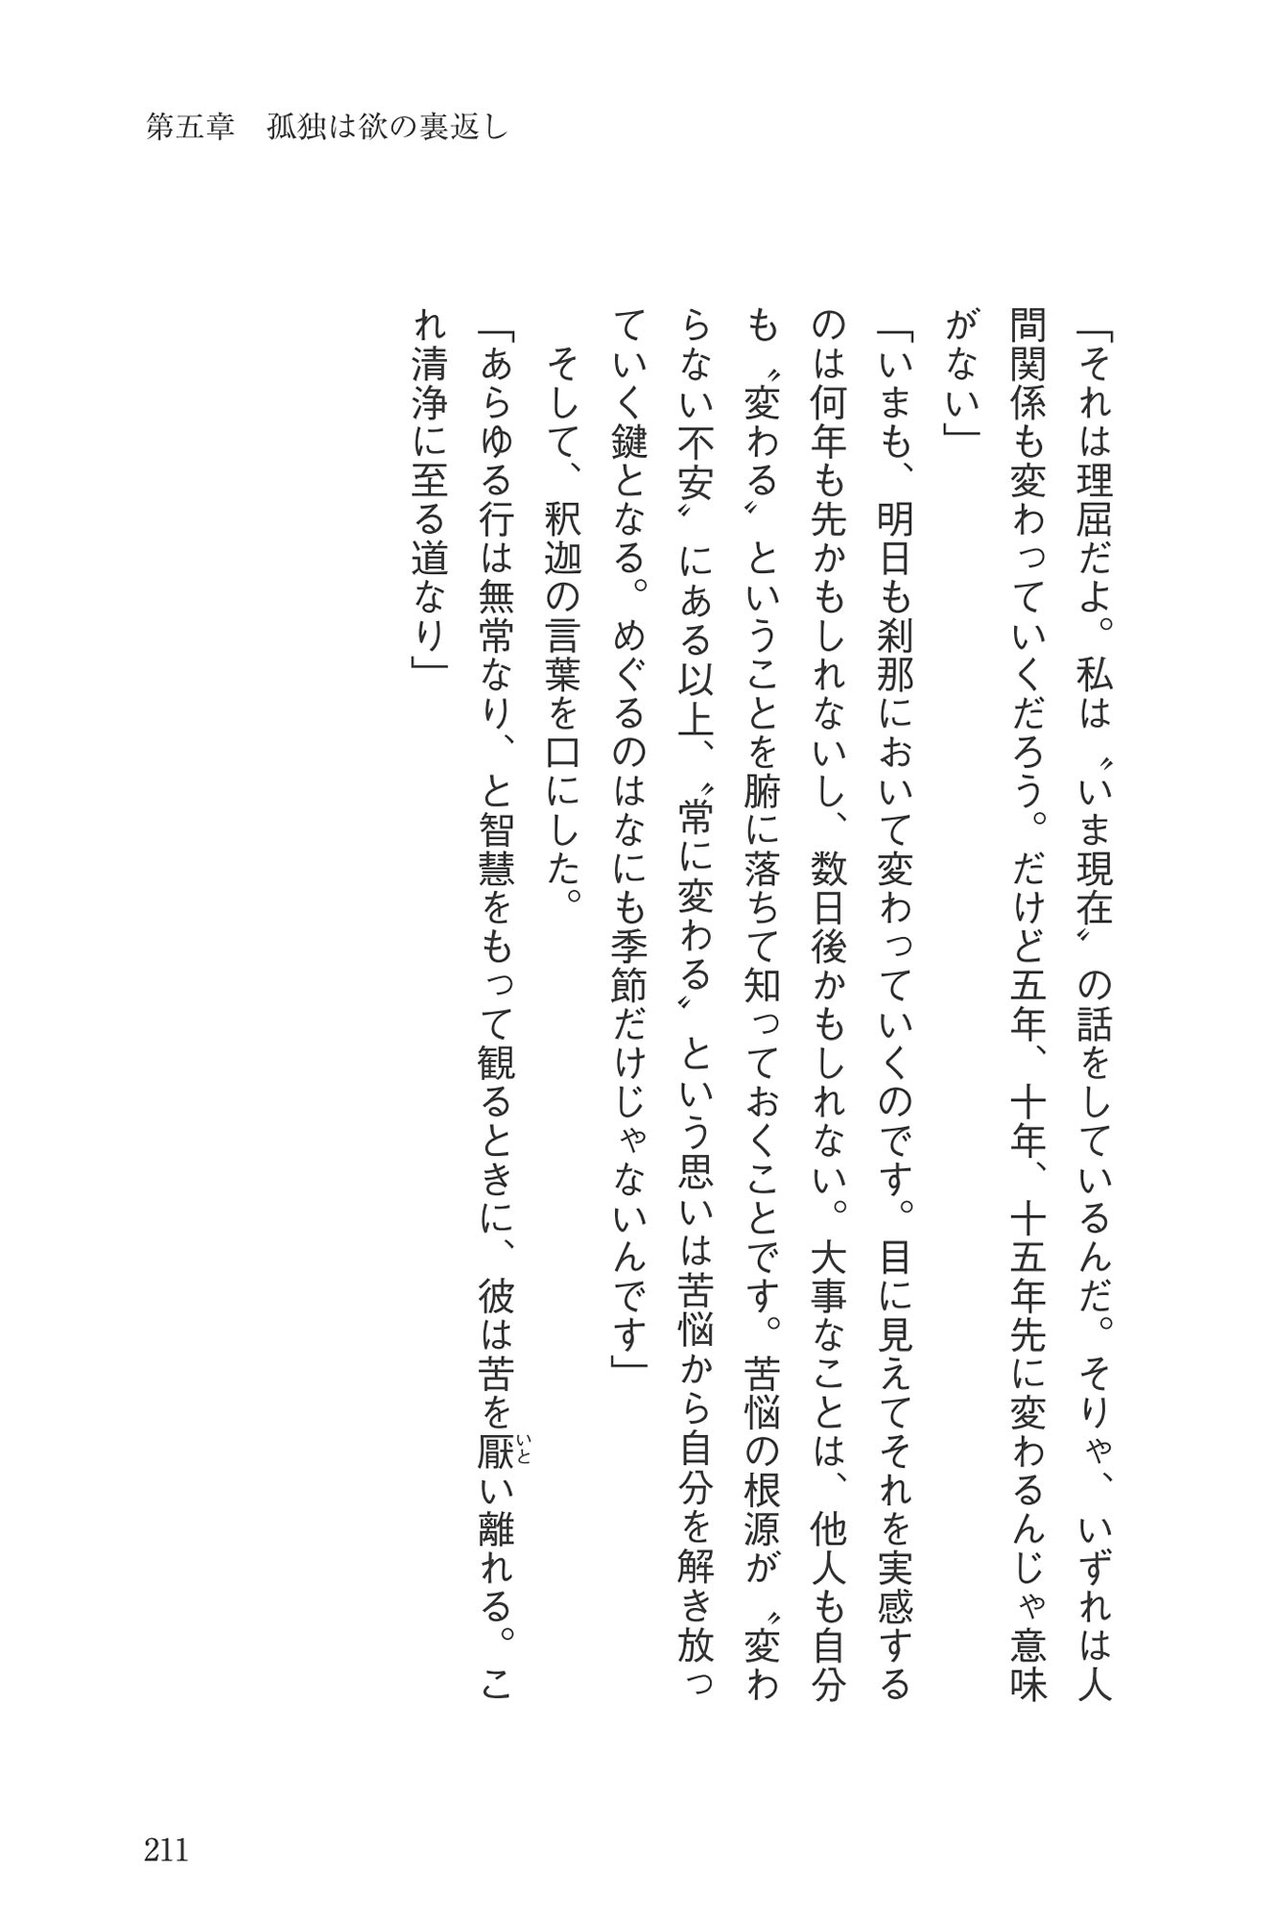 第五章　孤独は欲の裏返し
「それは理屈だよ。私は〝いま現在〟の話をしているんだ。そりゃ、いずれは人
間関係も変わっていくだろう。だけど五年、十年、十五年先に変わるんじゃ意味
がない」
「いまも、明日も刹那において変わっていくのです。目に見えてそれを実感する
のは何年も先かもしれないし、数日後かもしれない。大事なことは、他人も自分
も〝変わる〟ということを腑に落ちて知っておくことです。苦悩の根源が〝変わ
らない不安〟にある以上、〝常に変わる〟という思いは苦悩から自分を解き放っ
ていく鍵となる。めぐるのはなにも季節だけじゃないんです」
　そして、釈迦の言葉を口にした。
「あらゆる行は無常なり、と智慧をもって観るときに、彼は苦を厭い離れる。こ
いと
れ清浄に至る道なり」
211